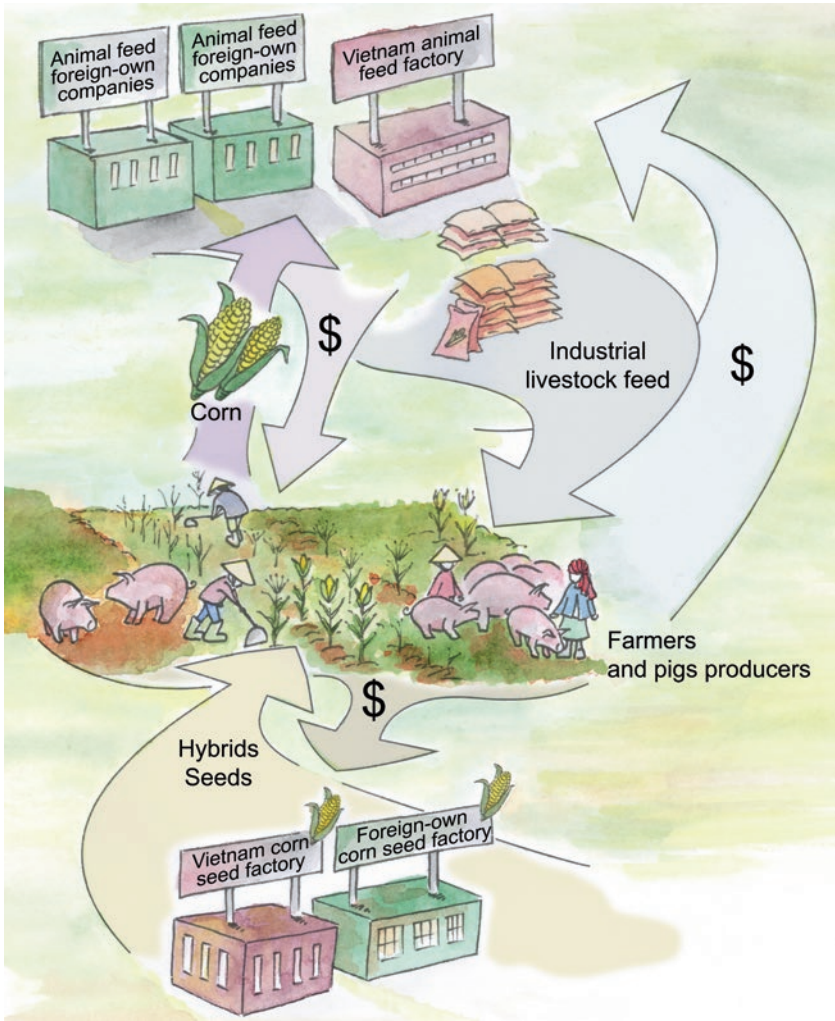 Animal feed
foreign-own
companies
Animal feed
foreign-own
companies
Vietnam animal
feed factory
$
Corn
Industrial
livestock feed
$
Farmers
and pigs producers
$
Hybrids
Seeds
Vietnam corn
seed factory
Foreign-own
corn seed factory